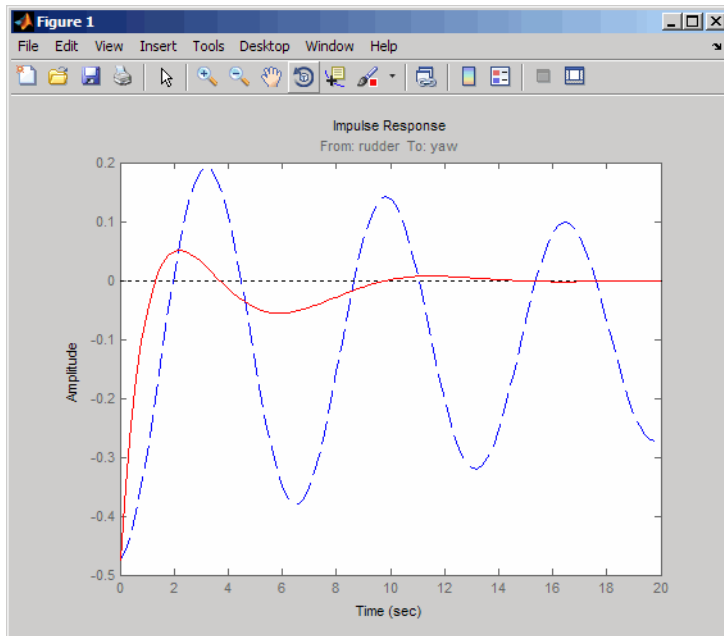 Figure 1
File Edit View Insert Tools Desktop Window Help
Impulse Response
From: rudder To: yaw
0.2
0.1
0
-0.1
-0.2
-0.3
-0.4
-0.5
Amplitude
0 2 4 6 8 10 12 14 16 18 20
Time (sec)